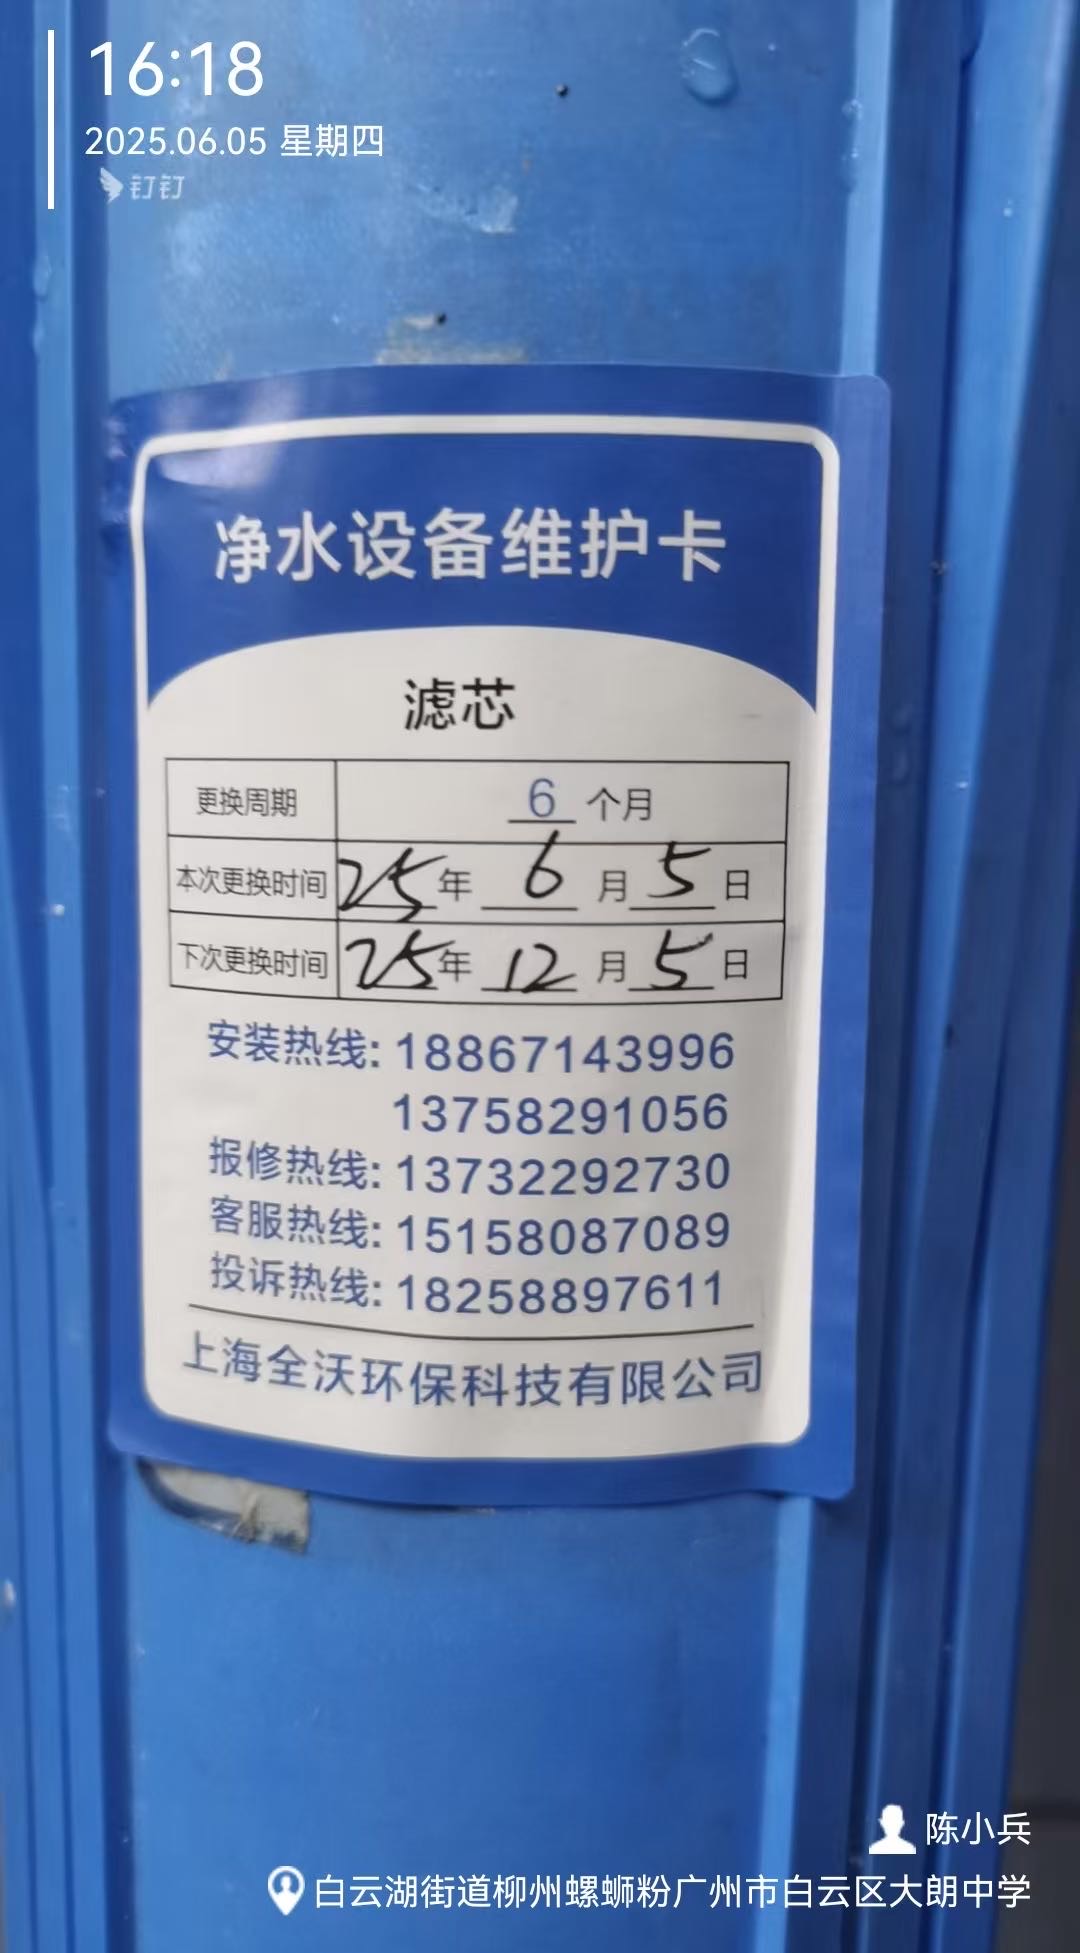 16:18
2025.06.05 星期四
钉钉
净水设备维护卡
滤芯
更换周期 6 个月
本次更换时间 25年 6 月 5 日
下次更换时间 25年 12 月 5 日
安装热线: 18867143996
13758291056
报修热线: 13732292730
客服热线: 15158087089
投诉热线: 18258897611
上海全沃环保科技有限公司
陈小兵
白云湖街道柳州螺蛳粉广州市白云区大朗中学